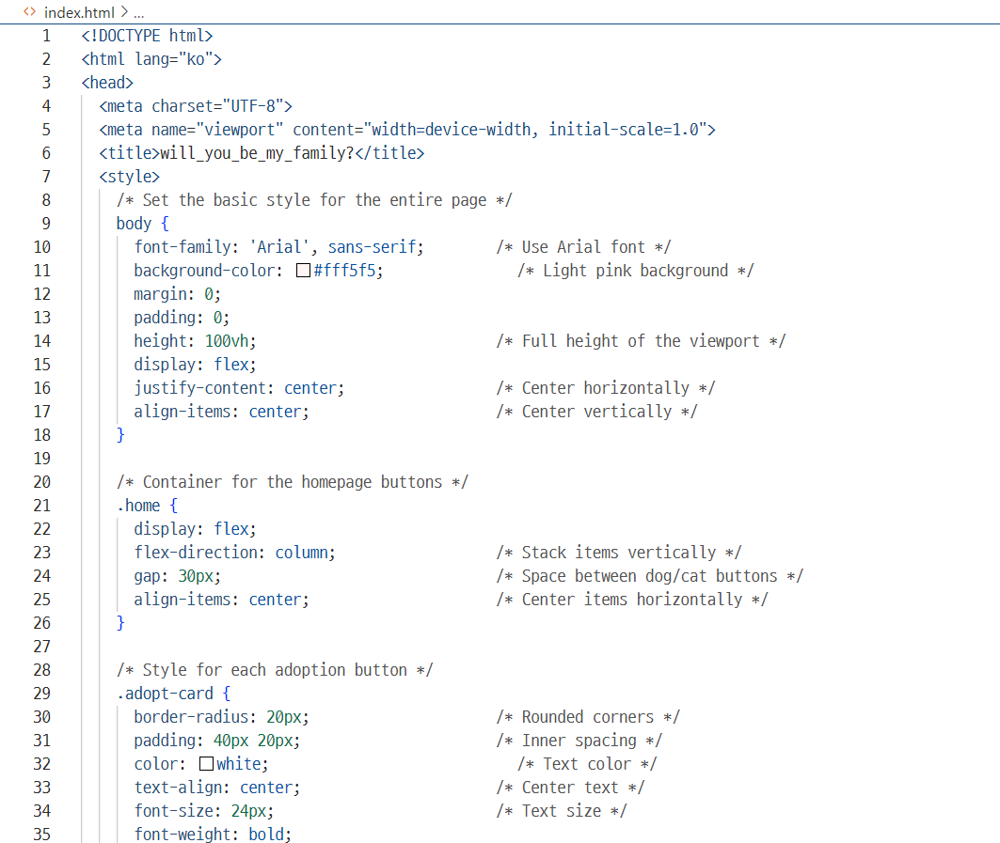 <> index.html > ...
1 <!DOCTYPE html>
2 <html lang="ko">
3 <head>
4 <meta charset="UTF-8">
5 <meta name="viewport" content="width=device-width, initial-scale=1.0">
6 <title>will_you_be_my_family?</title>
7 <style>
8 /* Set the basic style for the entire page */
9 body {
10 font-family: 'Arial', sans-serif; /* Use Arial font */
11 background-color: #fff5f5; /* Light pink background */
12 margin: 0;
13 padding: 0;
14 height: 100vh; /* Full height of the viewport */
15 display: flex;
16 justify-content: center; /* Center horizontally */
17 align-items: center; /* Center vertically */
18 }
19
20 /* Container for the homepage buttons */
21 .home {
22 display: flex;
23 flex-direction: column; /* Stack items vertically */
24 gap: 30px; /* Space between dog/cat buttons */
25 align-items: center; /* Center items horizontally */
26 }
27
28 /* Style for each adoption button */
29 .adopt-card {
30 border-radius: 20px; /* Rounded corners */
31 padding: 40px 20px; /* Inner spacing */
32 color: white; /* Text color */
33 text-align: center; /* Center text */
34 font-size: 24px; /* Text size */
35 font-weight: bold;